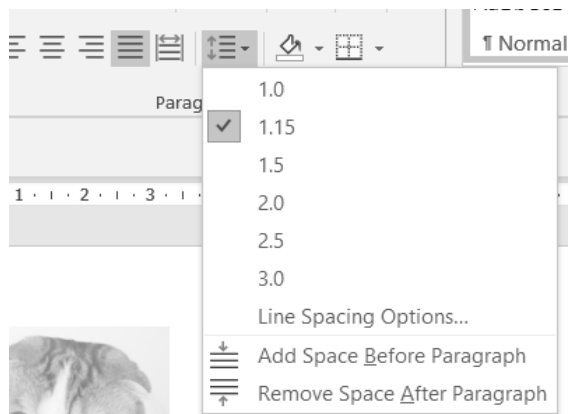 ¶ Normal
Parag
1 · ı · 2 · ı · 3 · ı ·
1.0
1.15
1.5
2.0
2.5
3.0
Line Spacing Options...
Add Space Before Paragraph
Remove Space After Paragraph